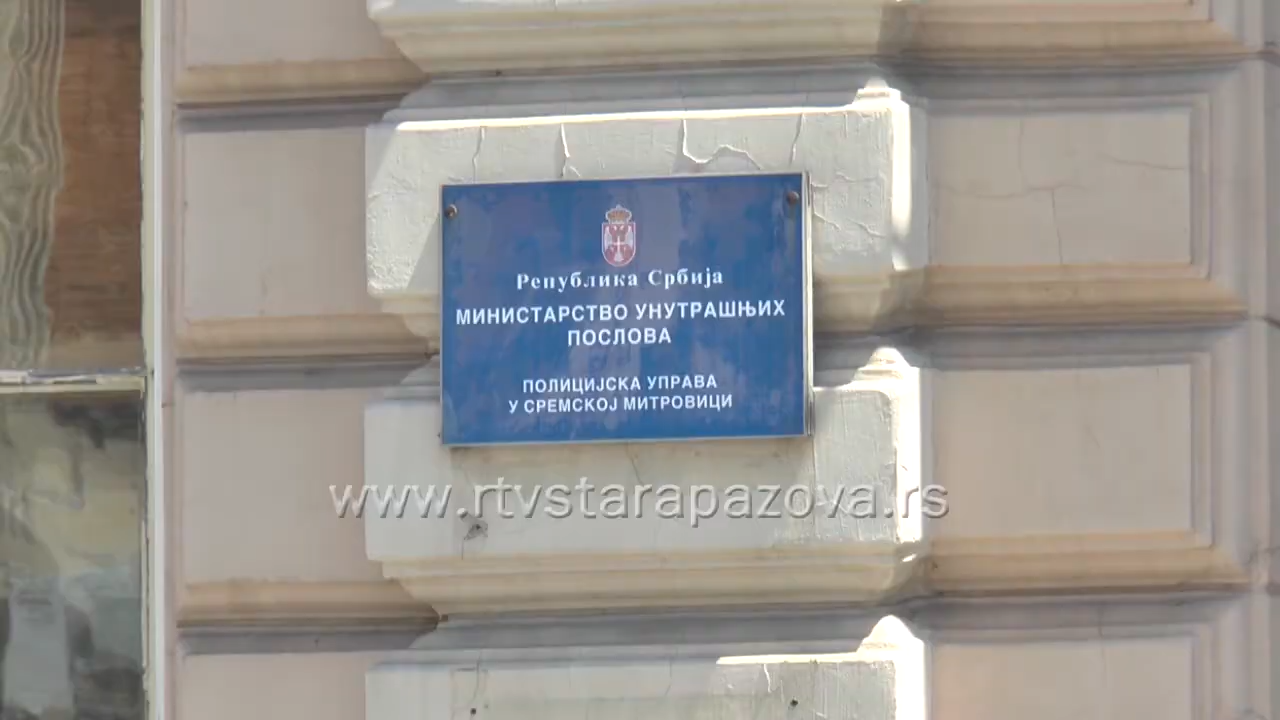 Република Србија
МИНИСТАРСТВО УНУТРАШЊИХ
ПОСЛОВА
ПОЛИЦИЈСКА УПРАВА
У СРЕМСКОЈ МИТРОВИЦИ
www.rtvstarapazova.rs